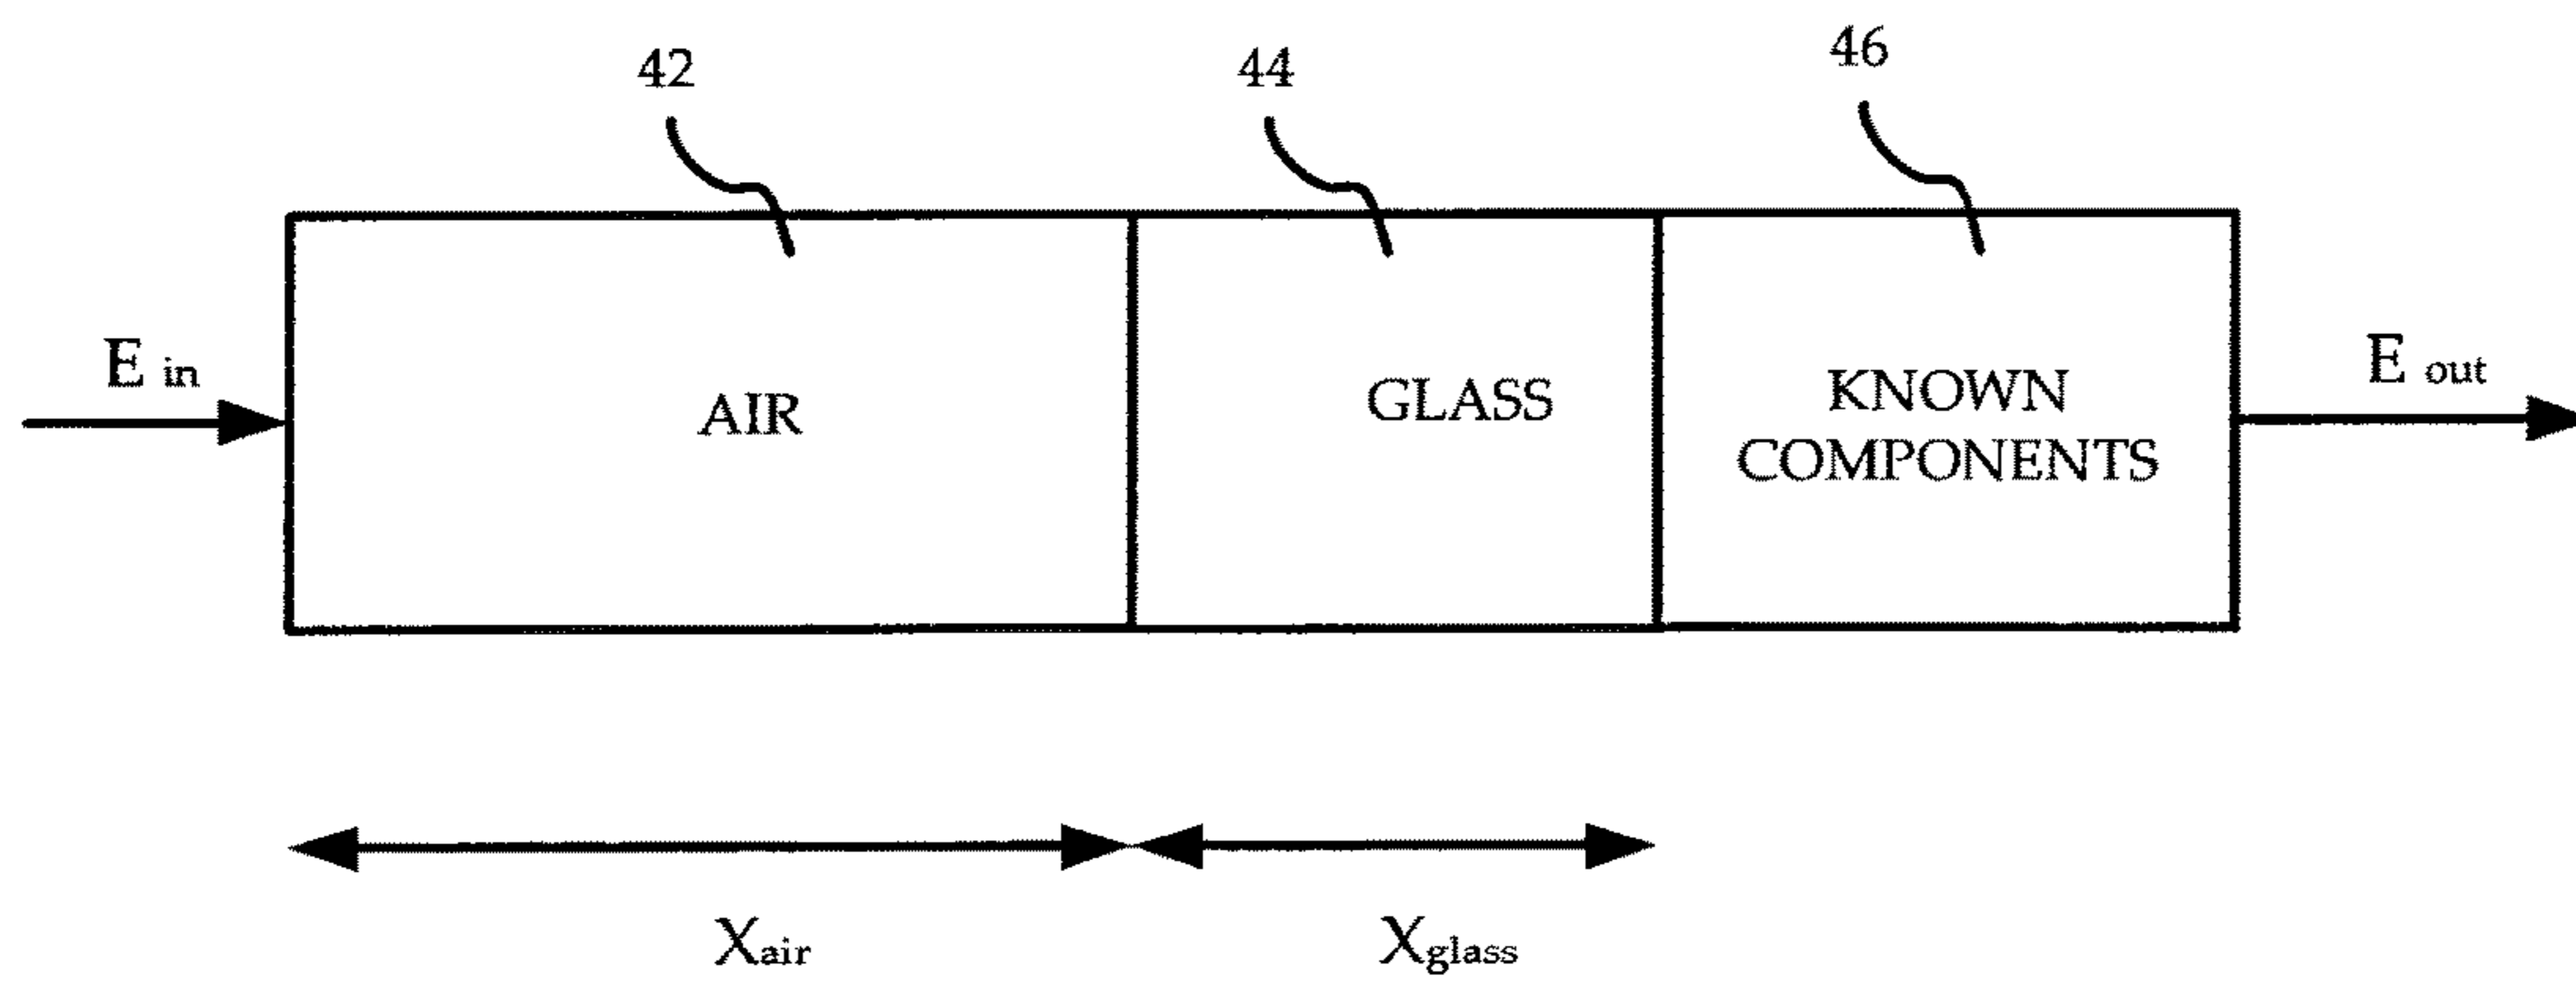 42
44
46
E in
AIR
GLASS
KNOWN
COMPONENTS
E out
Xair
Xglass